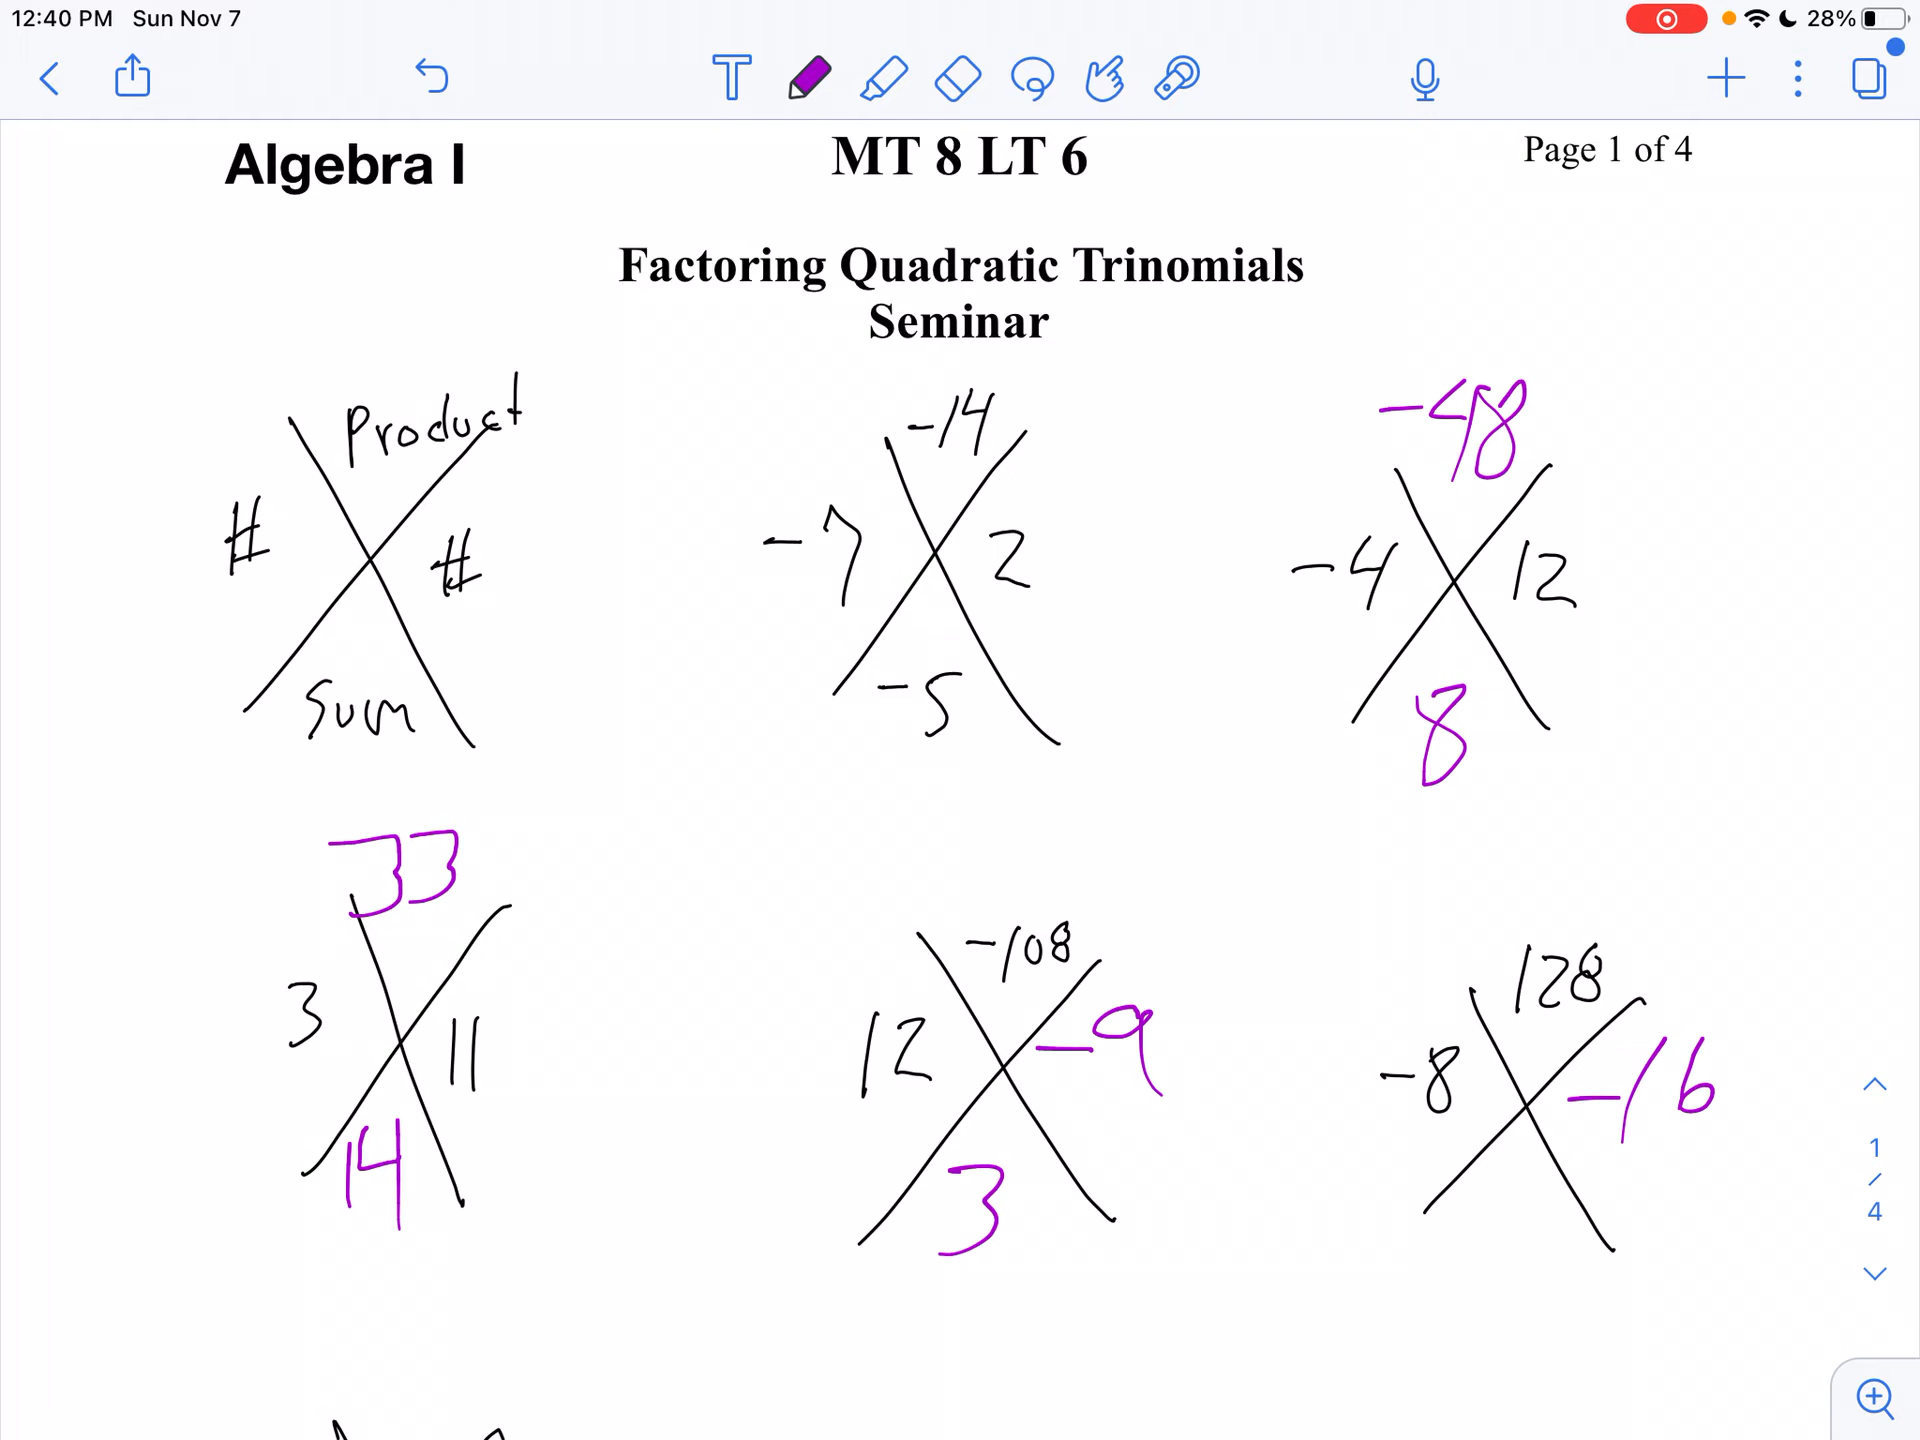 12:40 PM Sun Nov 7
28%
Algebra I
MT 8 LT 6
Page 1 of 4
Factoring Quadratic Trinomials
Seminar
Product
# #
Sum
-14
-7 2
-5
-48
-4 12
8
33
3 11
14
-108
12 -9
3
128
-8 -16
1
/
4